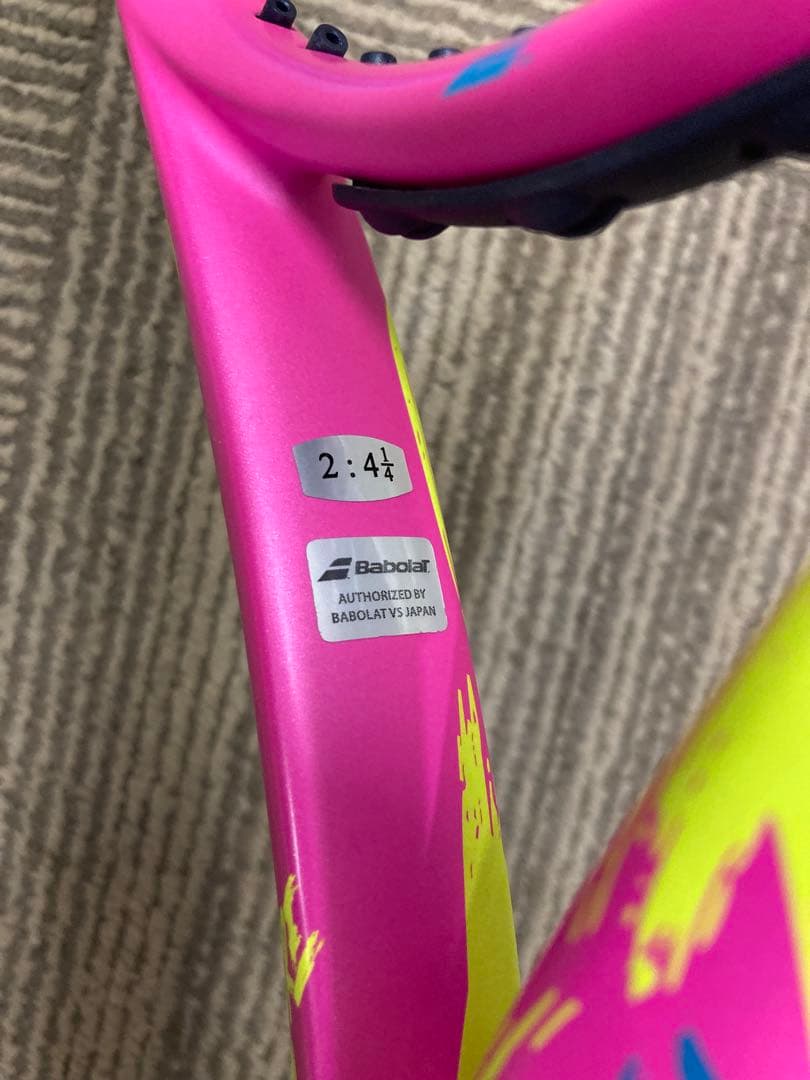 2 : 4¼
Babolat
AUTHORIZED BY
BABOLAT VS JAPAN